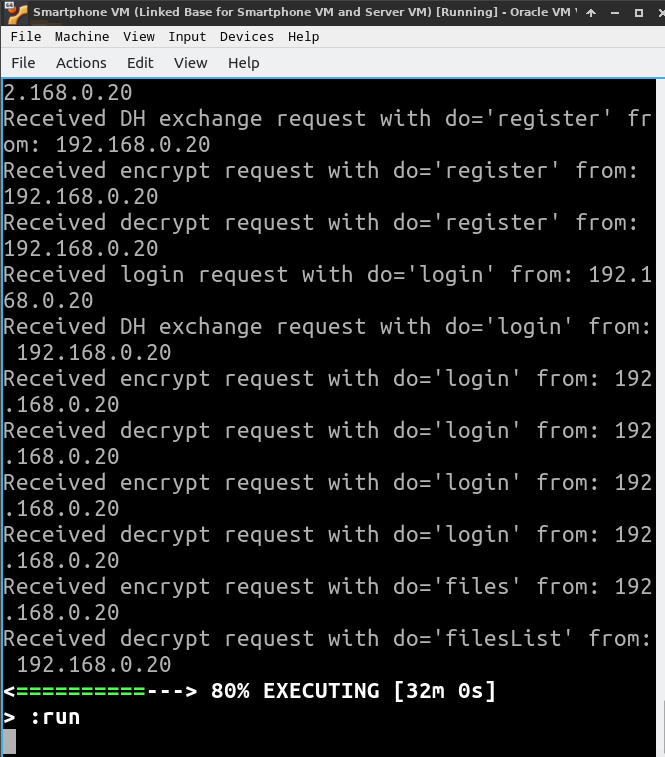 Smartphone VM (Linked Base for Smartphone VM and Server VM) [Running] - Oracle VM
File Machine View Input Devices Help
File Actions Edit View Help
2.168.0.20
Received DH exchange request with do='register' fr
om: 192.168.0.20
Received encrypt request with do='register' from:
192.168.0.20
Received decrypt request with do='register' from:
192.168.0.20
Received login request with do='login' from: 192.1
68.0.20
Received DH exchange request with do='login' from:
192.168.0.20
Received encrypt request with do='login' from: 192
.168.0.20
Received decrypt request with do='login' from: 192
.168.0.20
Received encrypt request with do='login' from: 192
.168.0.20
Received decrypt request with do='login' from: 192
.168.0.20
Received encrypt request with do='files' from: 192
.168.0.20
Received decrypt request with do='filesList' from:
192.168.0.20
<==========---> 80% EXECUTING [32m 0s]
> :run